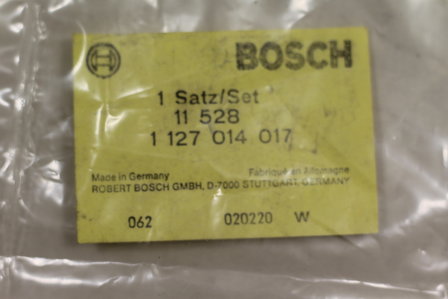 BOSCH
1 Satz/Set
11 528
1 127 014 017
Made in Germany Fabriqué en Allemagne
ROBERT BOSCH GMBH, D-7000 STUTTGART, GERMANY
062 020220 W